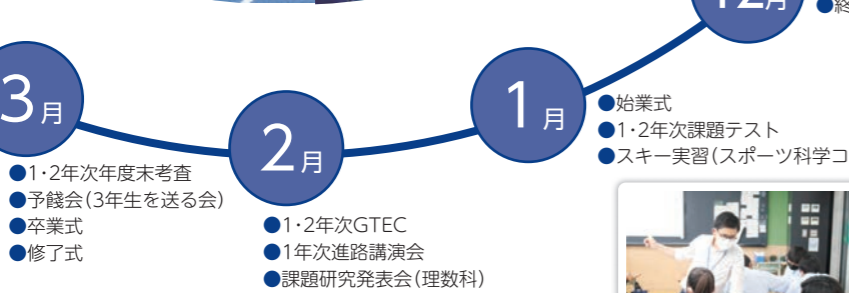 12月
●終
1月
●始業式
●1・2年次課題テスト
●スキー実習(スポーツ科学コ
2月
●1・2年次GTEC
●1年次進路講演会
●課題研究発表会(理数科)
3月
●1・2年次年度末考査
●予餞会(3年生を送る会)
●卒業式
●修了式